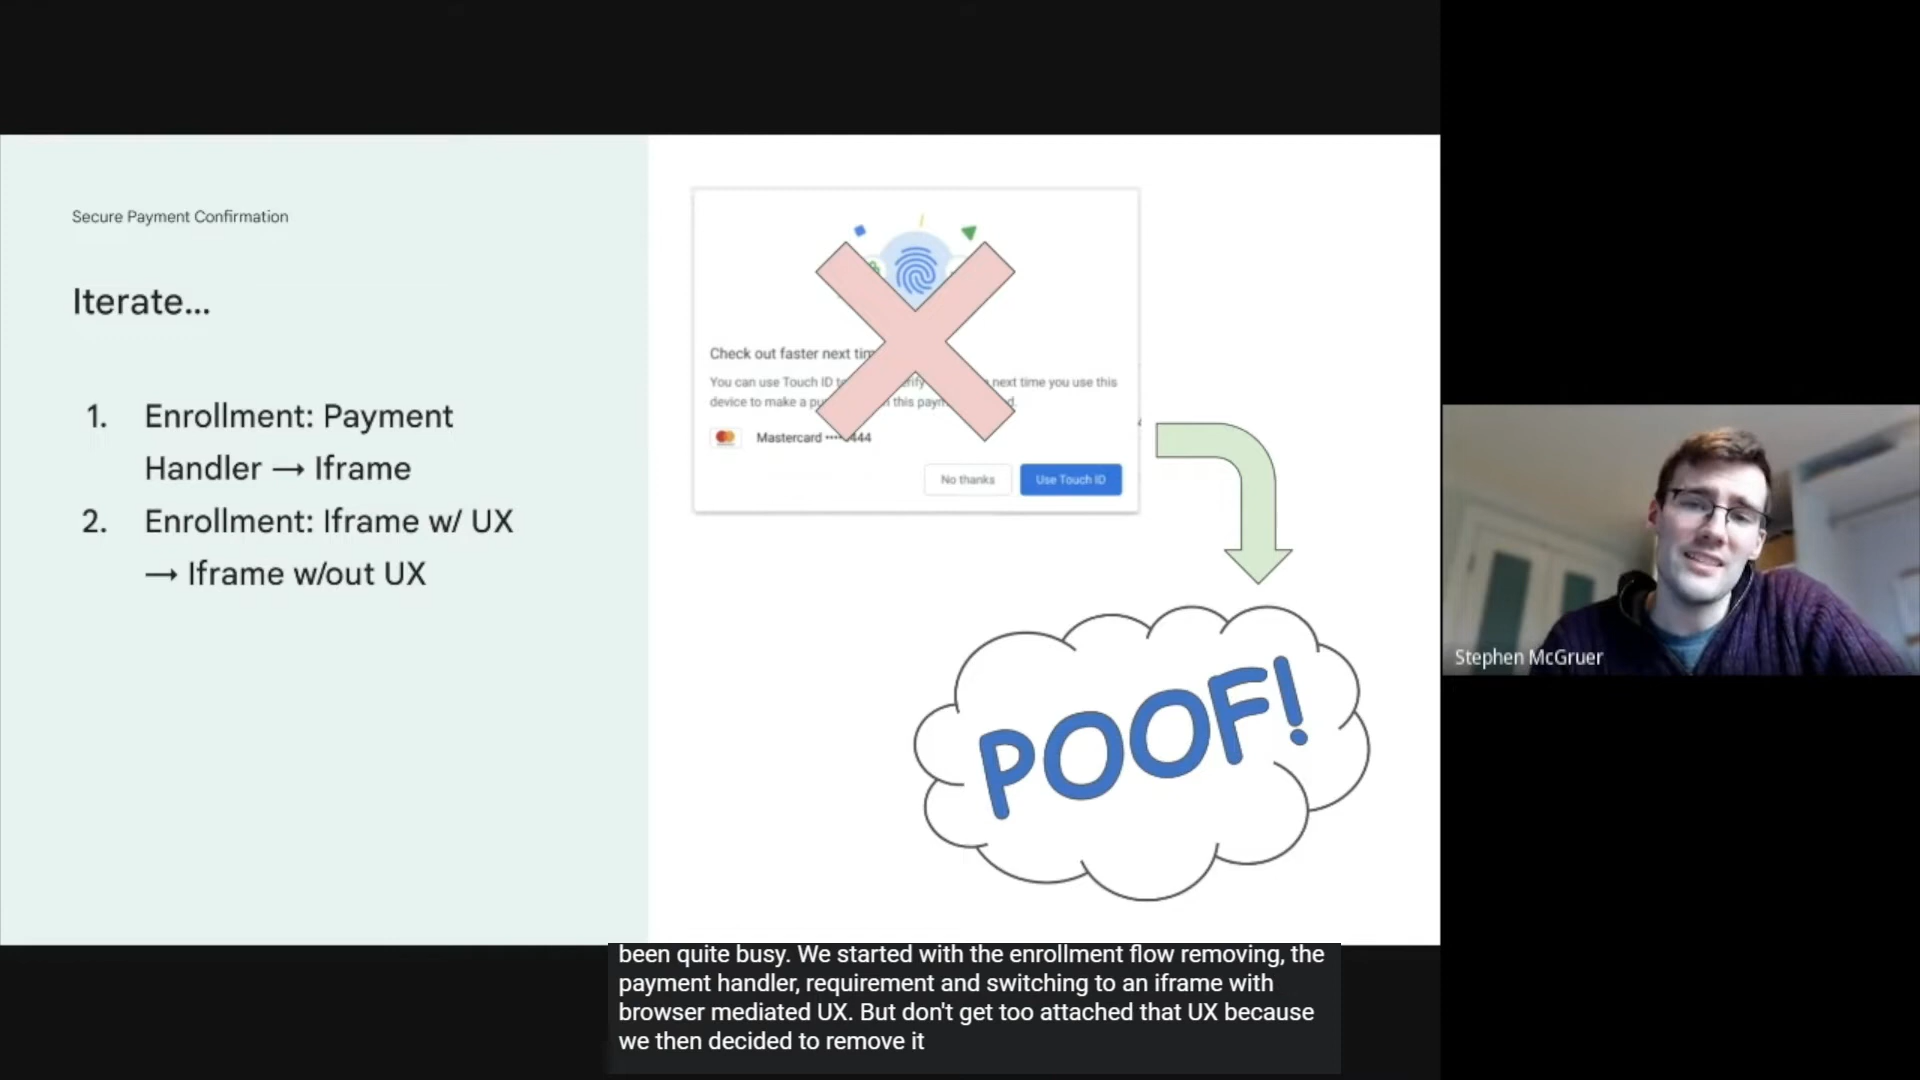 Secure Payment Confirmation
Iterate...
1. Enrollment: Payment
Handler → Iframe
2. Enrollment: Iframe w/ UX
→ Iframe w/out UX
Check out faster next
You can use Touch ID next time you use this
device to make a this
Mastercard ···· 444
No thanks
Use Touch ID
POOF!
Stephen McGruer
been quite busy. We started with the enrollment flow removing, the
payment handler, requirement and switching to an iframe with
browser mediated UX. But don't get too attached that UX because
we then decided to remove it